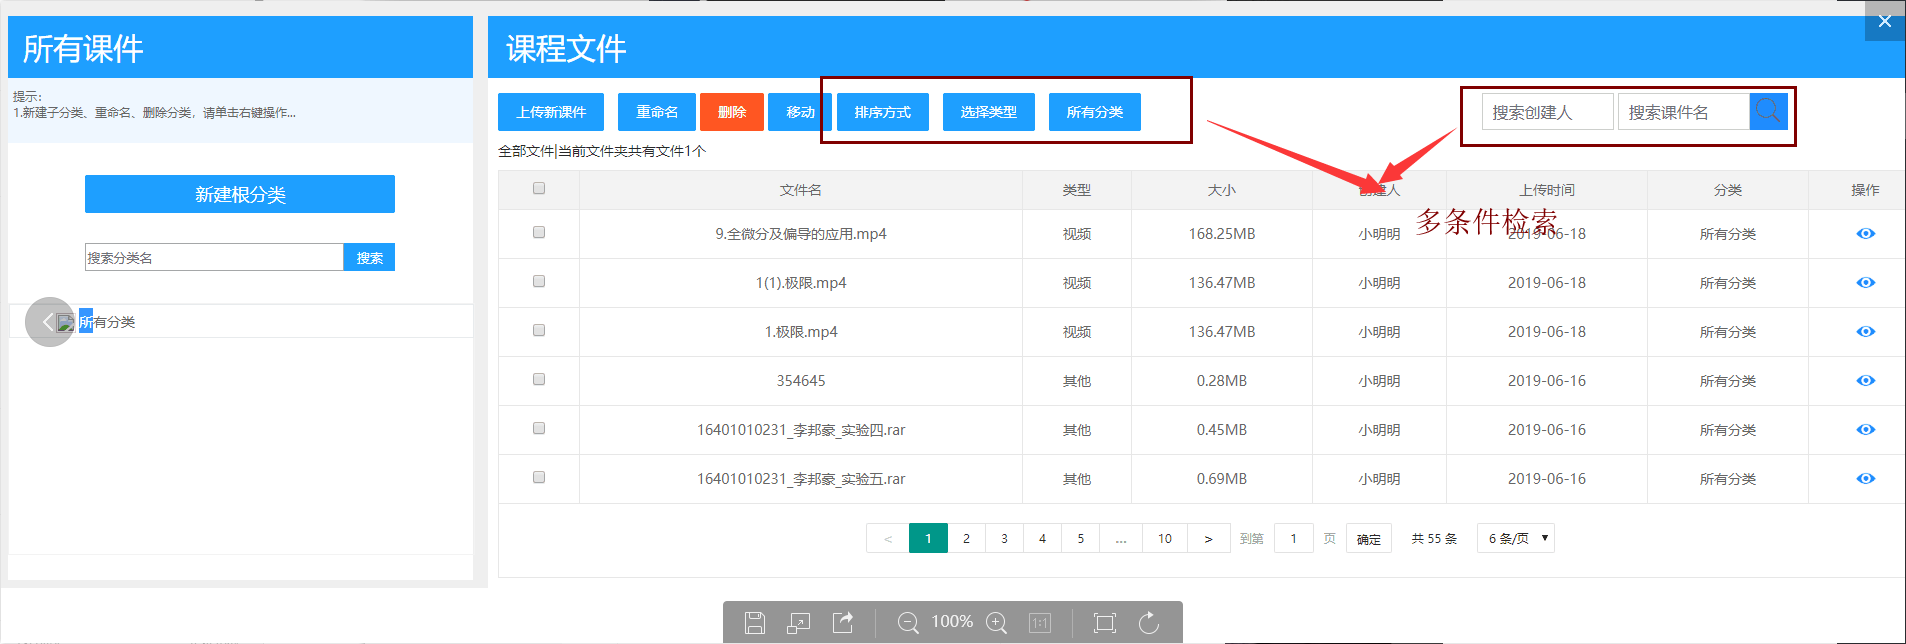 所有课件
提示:
1.新建子分类、重命名、删除分类，请单击右键操作...
新建根分类
搜索分类名 搜索
所有分类
课程文件
上传新课件 重命名 删除 移动 排序方式 选择类型 所有分类 搜索创建人 搜索课件名
全部文件|当前文件夹共有文件1个
文件名 类型 大小 创建人 上传时间 分类 操作
多条件检索
9.全微分及偏导的应用.mp4 视频 168.25MB 小明明 2019-06-18 所有分类
1(1).极限.mp4 视频 136.47MB 小明明 2019-06-18 所有分类
1.极限.mp4 视频 136.47MB 小明明 2019-06-18 所有分类
354645 其他 0.28MB 小明明 2019-06-16 所有分类
16401010231_李邦豪_实验四.rar 其他 0.45MB 小明明 2019-06-16 所有分类
16401010231_李邦豪_实验五.rar 其他 0.69MB 小明明 2019-06-16 所有分类
< 1 2 3 4 5 ... 10 > 到第 1 页 确定 共 55 条 6 条/页
100% 1:1